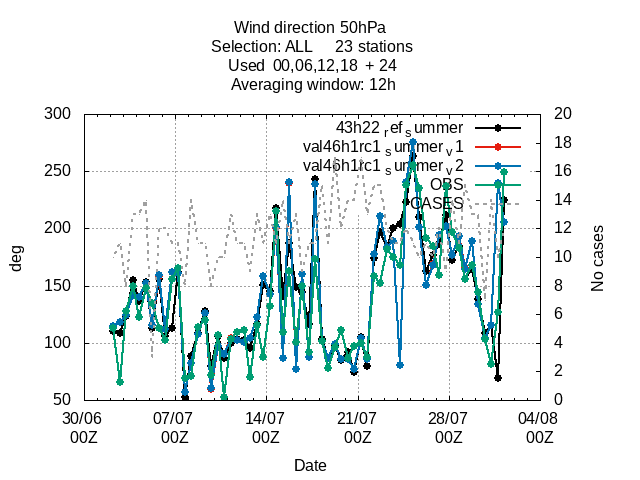 Wind direction 50hPa
Selection: ALL 23 stations
Used 00,06,12,18 + 24
Averaging window: 12h
300
250
200
150
100
50
deg
20
18
16
14
12
10
8
6
4
2
0
No cases
43h22_ref_summer
val46h1rc1_summer_v1
val46h1rc1_summer_v2
OBS
CASES
30/06 07/07 14/07 21/07 28/07 04/08
00Z 00Z 00Z 00Z 00Z 00Z
Date